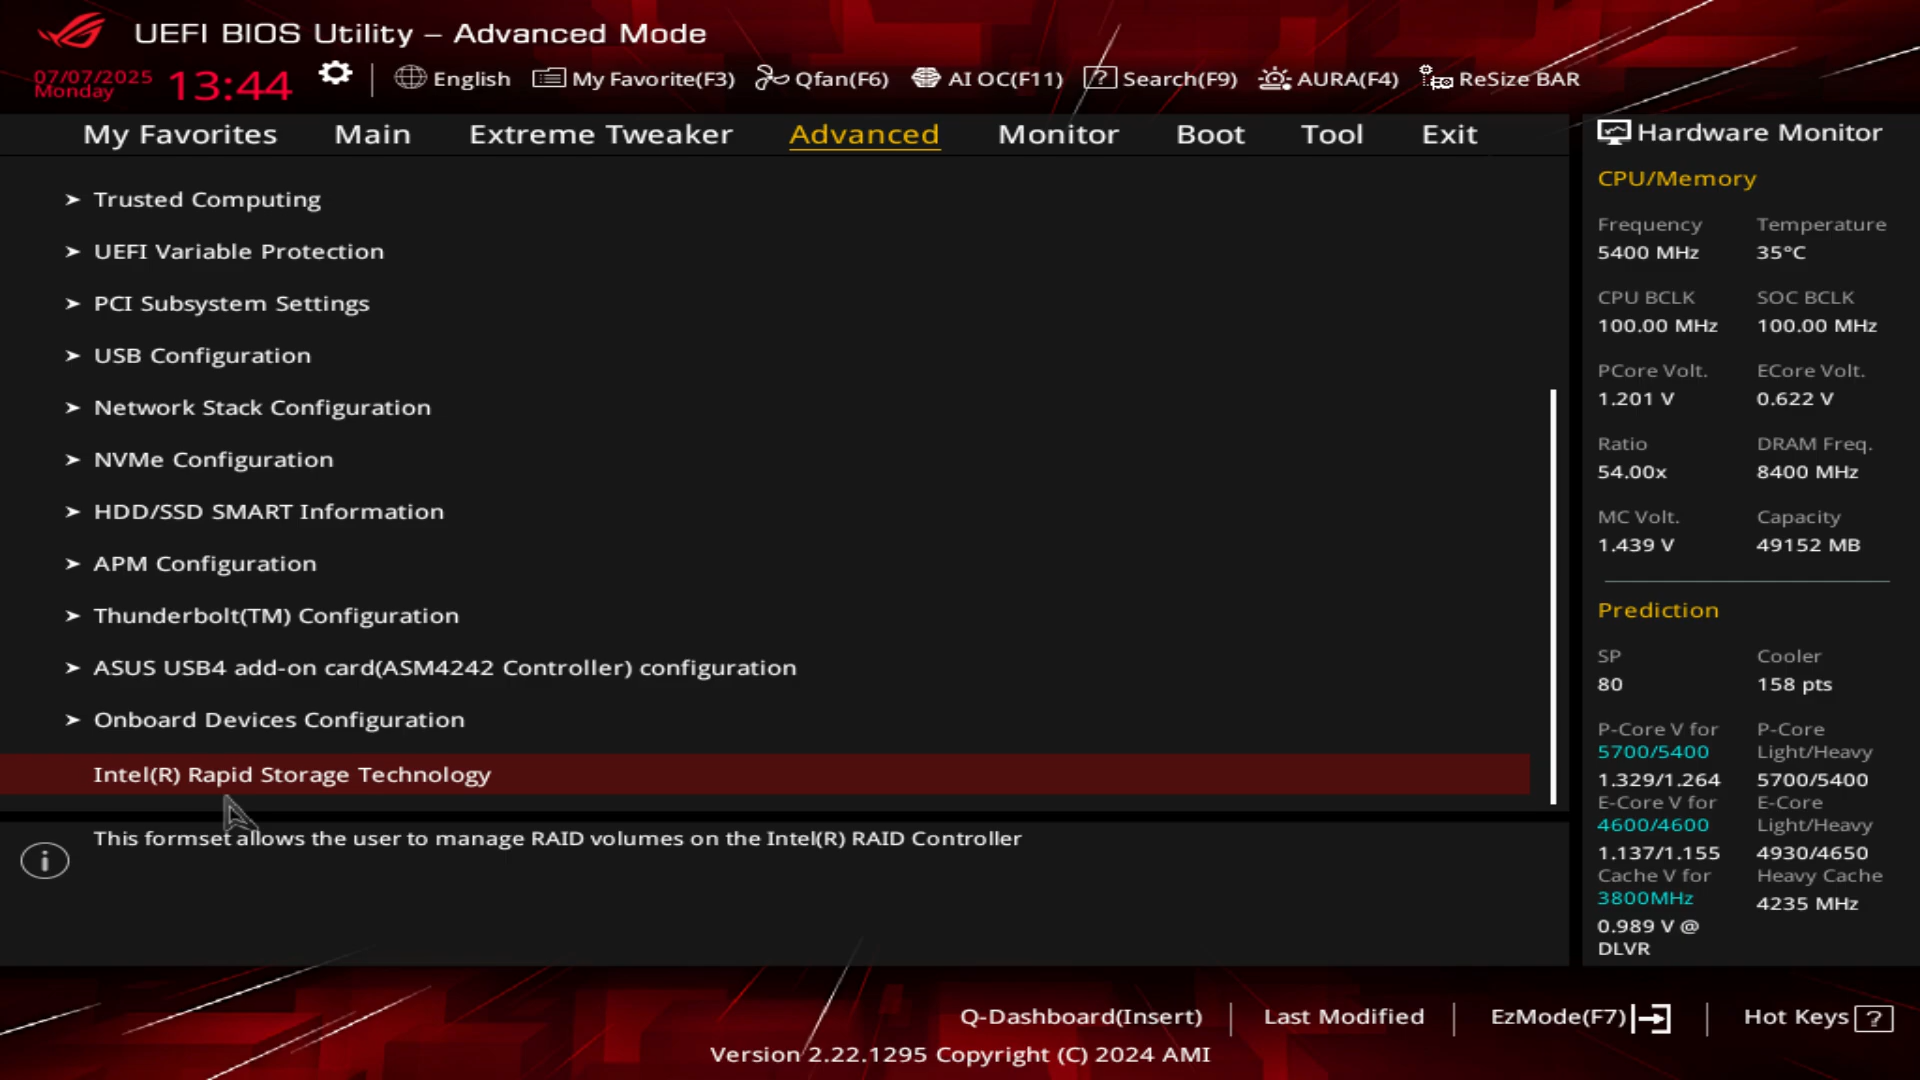 UEFI BIOS Utility – Advanced Mode
07/07/2025
Monday
13:44
English
My Favorite(F3)
Qfan(F6)
AI OC(F11)
Search(F9)
AURA(F4)
ReSize BAR
My Favorites
Main
Extreme Tweaker
Advanced
Monitor
Boot
Tool
Exit
Trusted Computing
UEFI Variable Protection
PCI Subsystem Settings
USB Configuration
Network Stack Configuration
NVMe Configuration
HDD/SSD SMART Information
APM Configuration
Thunderbolt(TM) Configuration
ASUS USB4 add-on card(ASM4242 Controller) configuration
Onboard Devices Configuration
Intel(R) Rapid Storage Technology
This formset allows the user to manage RAID volumes on the Intel(R) RAID Controller
Hardware Monitor
CPU/Memory
Frequency Temperature
5400 MHz 35°C
CPU BCLK SOC BCLK
100.00 MHz 100.00 MHz
PCore Volt. ECore Volt.
1.201 V 0.622 V
Ratio DRAM Freq.
54.00x 8400 MHz
MC Volt. Capacity
1.439 V 49152 MB
Prediction
SP Cooler
80 158 pts
P-Core V for P-Core
5700/5400 Light/Heavy
1.329/1.264 5700/5400
E-Core V for E-Core
4600/4600 Light/Heavy
1.137/1.155 4930/4650
Cache V for Heavy Cache
3800MHz 4235 MHz
0.989 V @
DLVR
Q-Dashboard(Insert)
Last Modified
EzMode(F7)
Hot Keys ?
Version 2.22.1295 Copyright (C) 2024 AMI